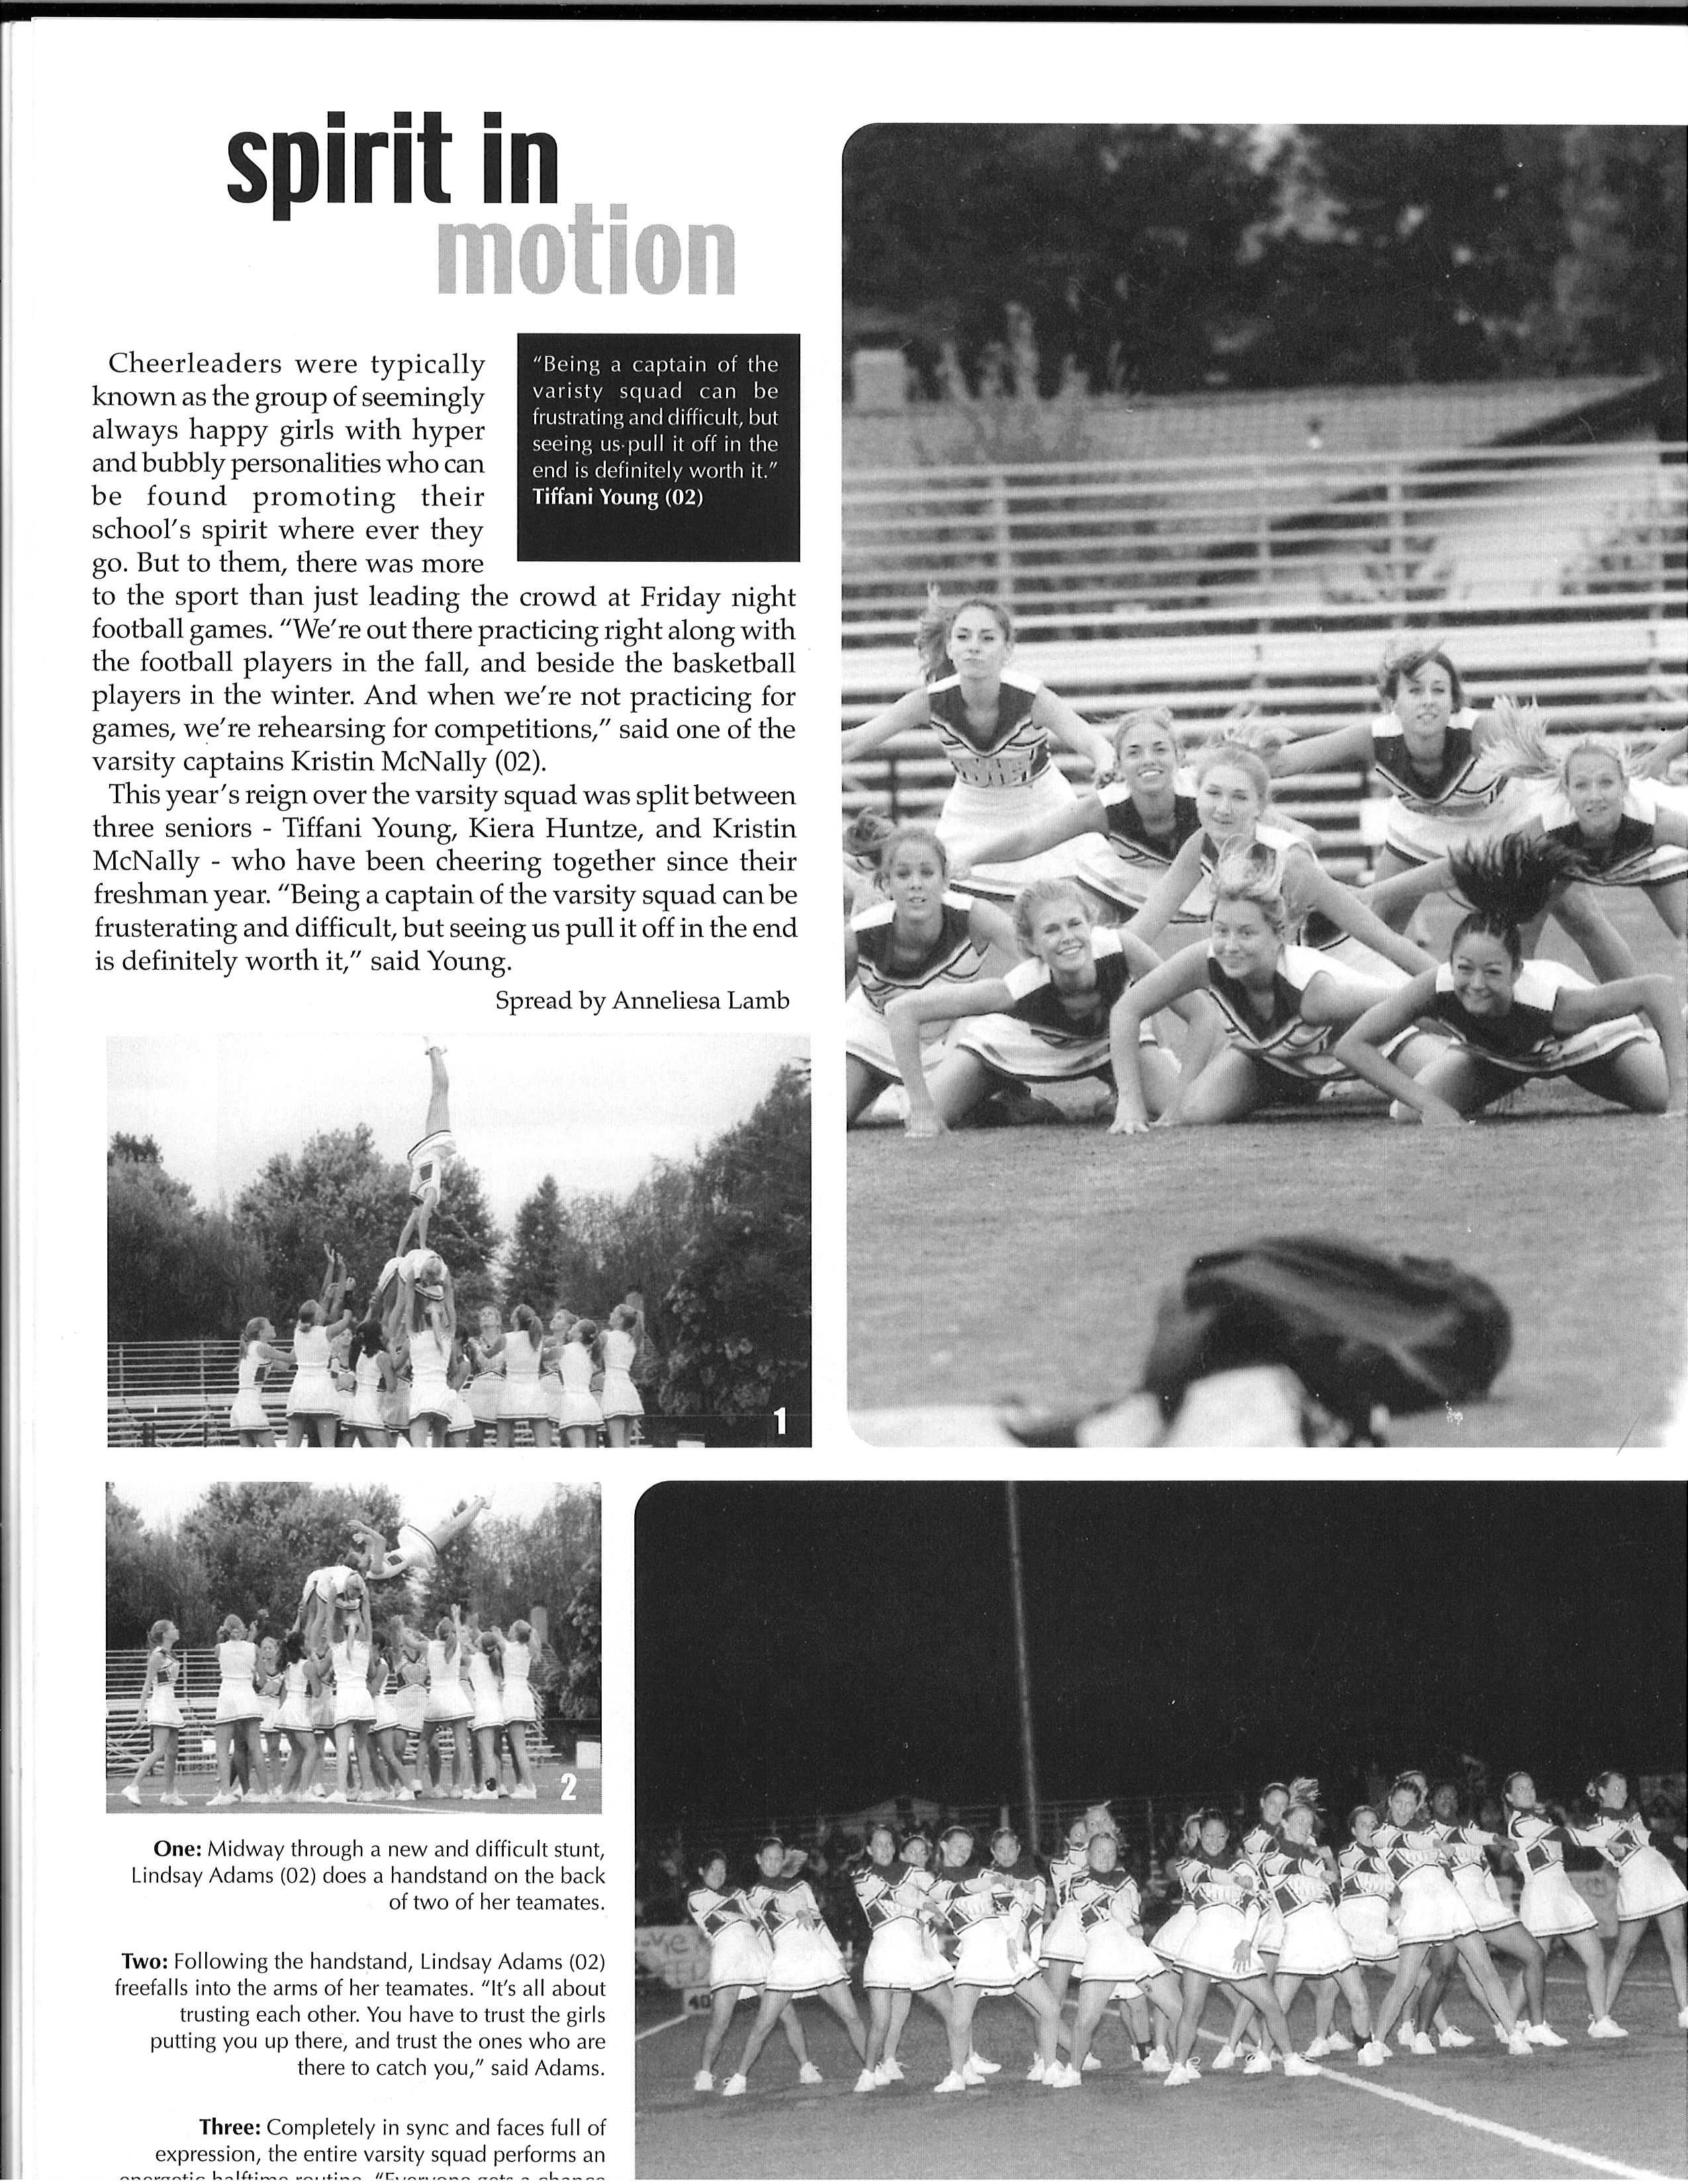 spirit in
motion
Cheerleaders were typically
known as the group of seemingly
always happy girls with hyper
and bubbly personalities who can
be found promoting their
school's spirit where ever they
go. But to them, there was more
to the sport than just leading the crowd at Friday night
football games. “We're out there practicing right along with
the football players in the fall, and beside the basketball
players in the winter. And when we're not practicing for
games, we're rehearsing for competitions,” said one of the
varsity captains Kristin McNally (02).
This year's reign over the varsity squad was split between
three seniors - Tiffani Young, Kiera Huntze, and Kristin
McNally - who have been cheering together since their
freshman year. “Being a captain of the varsity squad can be
frusterating and difficult, but seeing us pull it off in the end
is definitely worth it,” said Young.
Spread by Anneliesa Lamb
“Being a captain of the
varisty squad can be
frustrating and difficult, but
seeing us pull it off in the
end is definitely worth it.”
Tiffani Young (02)
1
2
One: Midway through a new and difficult stunt,
Lindsay Adams (02) does a handstand on the back
of two of her teamates.
Two: Following the handstand, Lindsay Adams (02)
freefalls into the arms of her teamates. “It's all about
trusting each other. You have to trust the girls
putting you up there, and trust the ones who are
there to catch you,” said Adams.
Three: Completely in sync and faces full of
expression, the entire varsity squad performs an
energetic halftime routine. “Everyone gets a chance
40